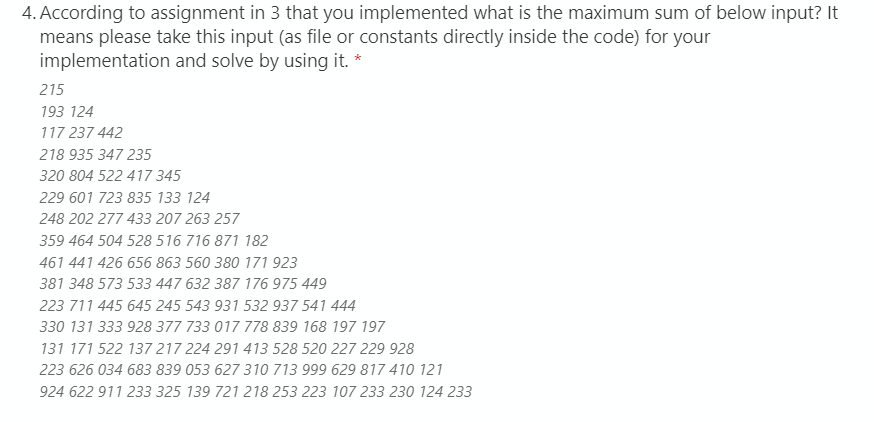 4. According to assignment in 3 that you implemented what is the maximum sum of below input? It
means please take this input (as file or constants directly inside the code) for your
implementation and solve by using it. *
215
193 124
117 237 442
218 935 347 235
320 804 522 417 345
229 601 723 835 133 124
248 202 277 433 207 263 257
359 464 504 528 516 716 871 182
461 441 426 656 863 560 380 171 923
381 348 573 533 447 632 387 176 975 449
223 711 445 645 245 543 931 532 937 541 444
330 131 333 928 377 733 017 778 839 168 197 197
131 171 522 137 217 224 291 413 528 520 227 229 928
223 626 034 683 839 053 627 310 713 999 629 817 410 121
924 622 911 233 325 139 721 218 253 223 107 233 230 124 233